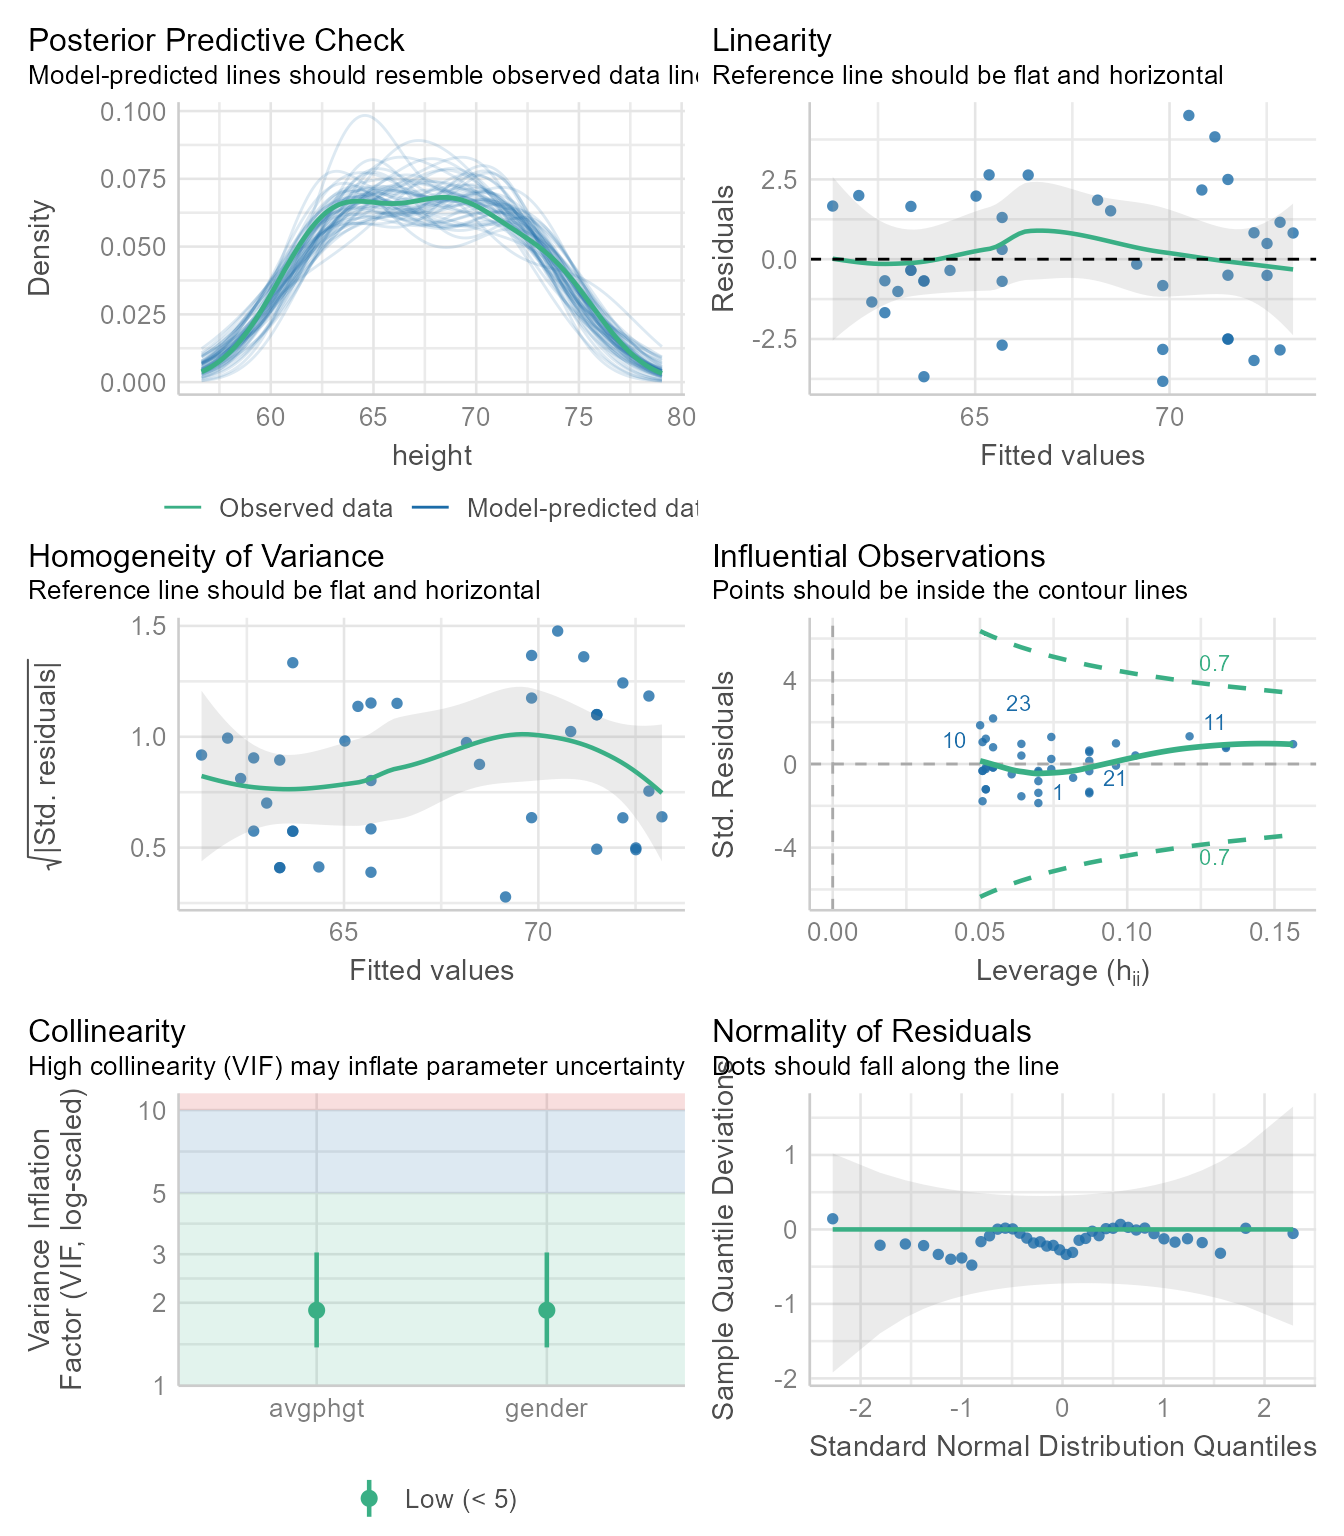 Posterior Predictive Check
Model-predicted lines should resemble observed data lin
0.100
0.075
0.050
0.025
0.000
Density
60 65 70 75 80
height
Observed data Model-predicted dat
Linearity
Reference line should be flat and horizontal
2.5
0.0
-2.5
Residuals
65 70
Fitted values
Homogeneity of Variance
Reference line should be flat and horizontal
1.5
1.0
0.5
√|Std. residuals|
65 70
Fitted values
Influential Observations
Points should be inside the contour lines
4
0
-4
Std. Residuals
0.7
23
11
10
21
1
0.7
0.00 0.05 0.10 0.15
Leverage (hii)
Collinearity
High collinearity (VIF) may inflate parameter uncertainty
10
5
3
2
1
Variance Inflation
Factor (VIF, log-scaled)
avgphgt gender
Low (< 5)
Normality of Residuals
Dots should fall along the line
1
0
-1
-2
Sample Quantile Deviations
-2 -1 0 1 2
Standard Normal Distribution Quantiles